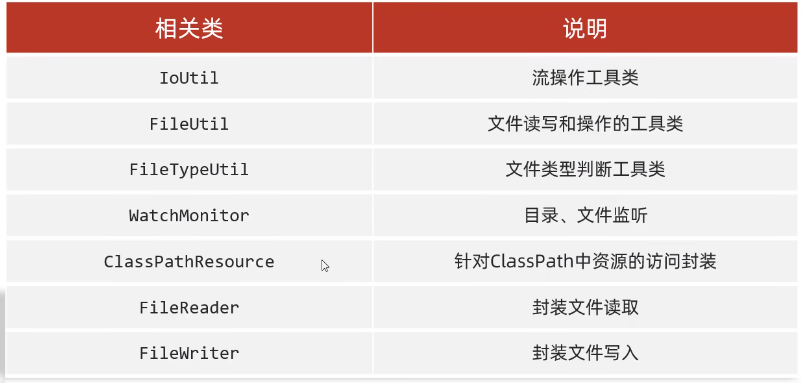 相关类 说明
IoUtil 流操作工具类
FileUtil 文件读写和操作的工具类
FileTypeUtil 文件类型判断工具类
WatchMonitor 目录、文件监听
ClassPathResource 针对ClassPath中资源的访问封装
FileReader 封装文件读取
FileWriter 封装文件写入